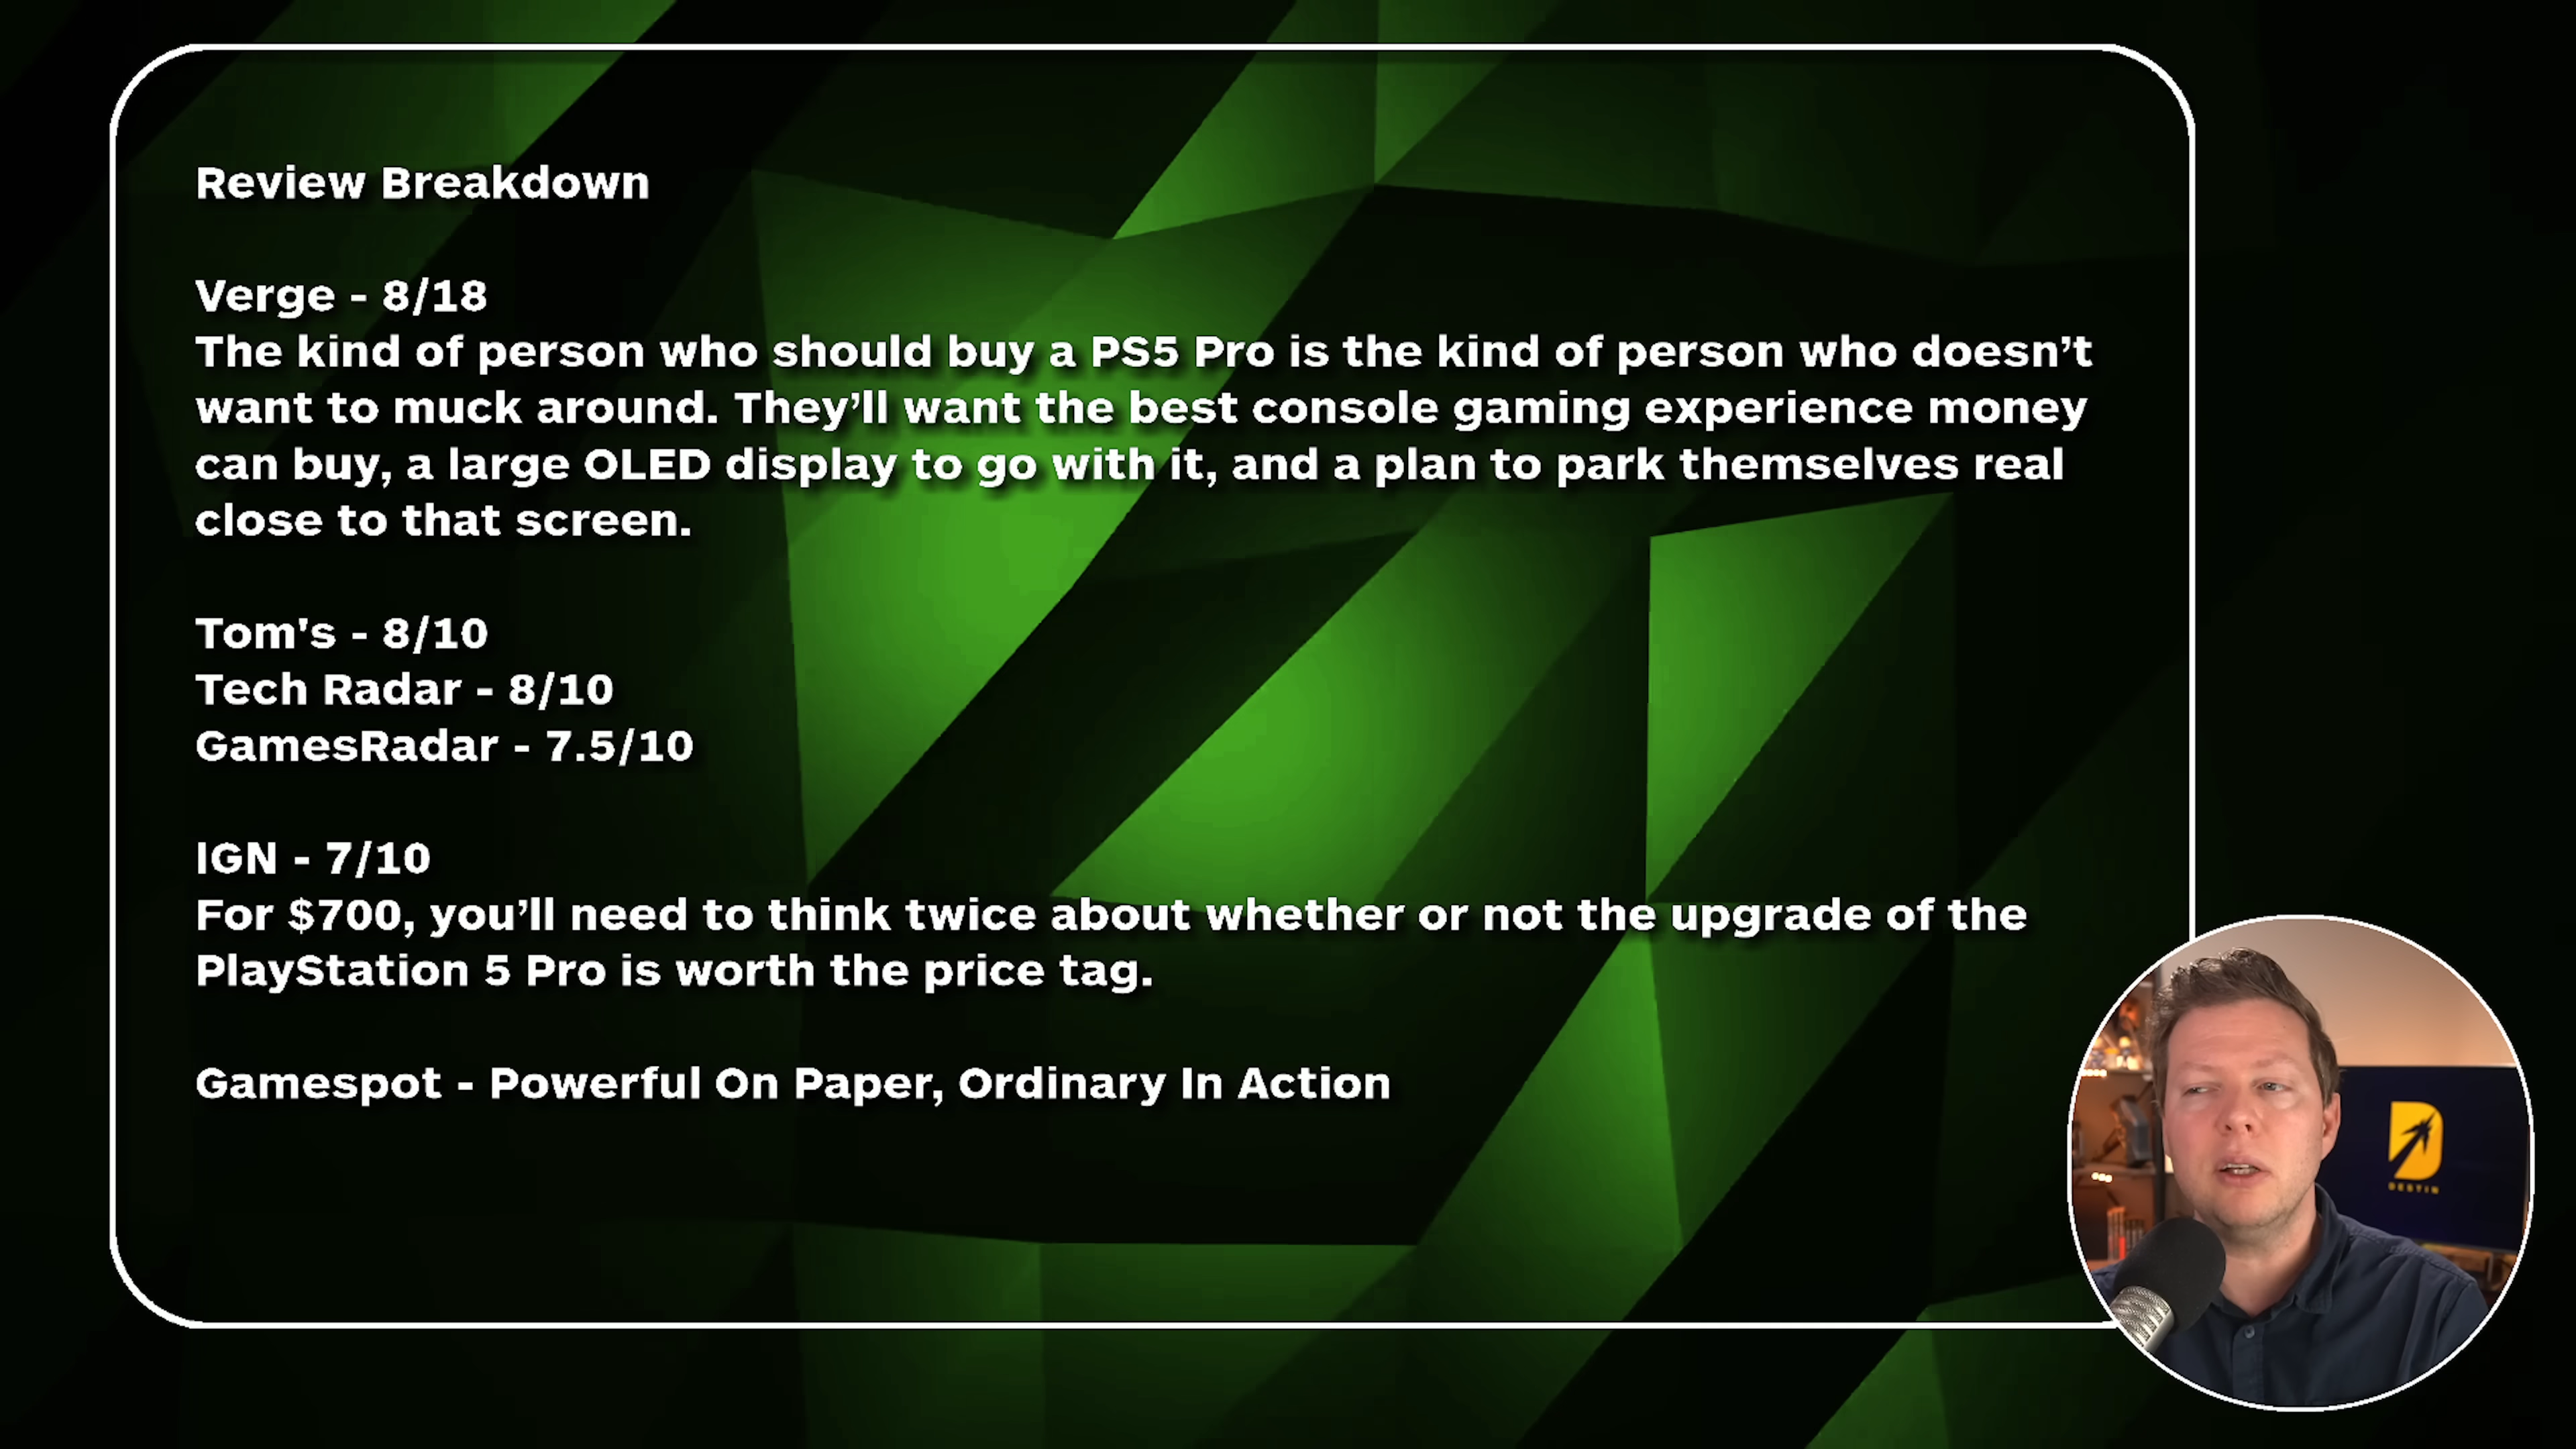 Review Breakdown
Verge - 8/18
The kind of person who should buy a PS5 Pro is the kind of person who doesn’t
want to muck around. They’ll want the best console gaming experience money
can buy, a large OLED display to go with it, and a plan to park themselves real
close to that screen.
Tom's - 8/10
Tech Radar - 8/10
GamesRadar - 7.5/10
IGN - 7/10
For $700, you’ll need to think twice about whether or not the upgrade of the
PlayStation 5 Pro is worth the price tag.
Gamespot - Powerful On Paper, Ordinary In Action
DESTIN